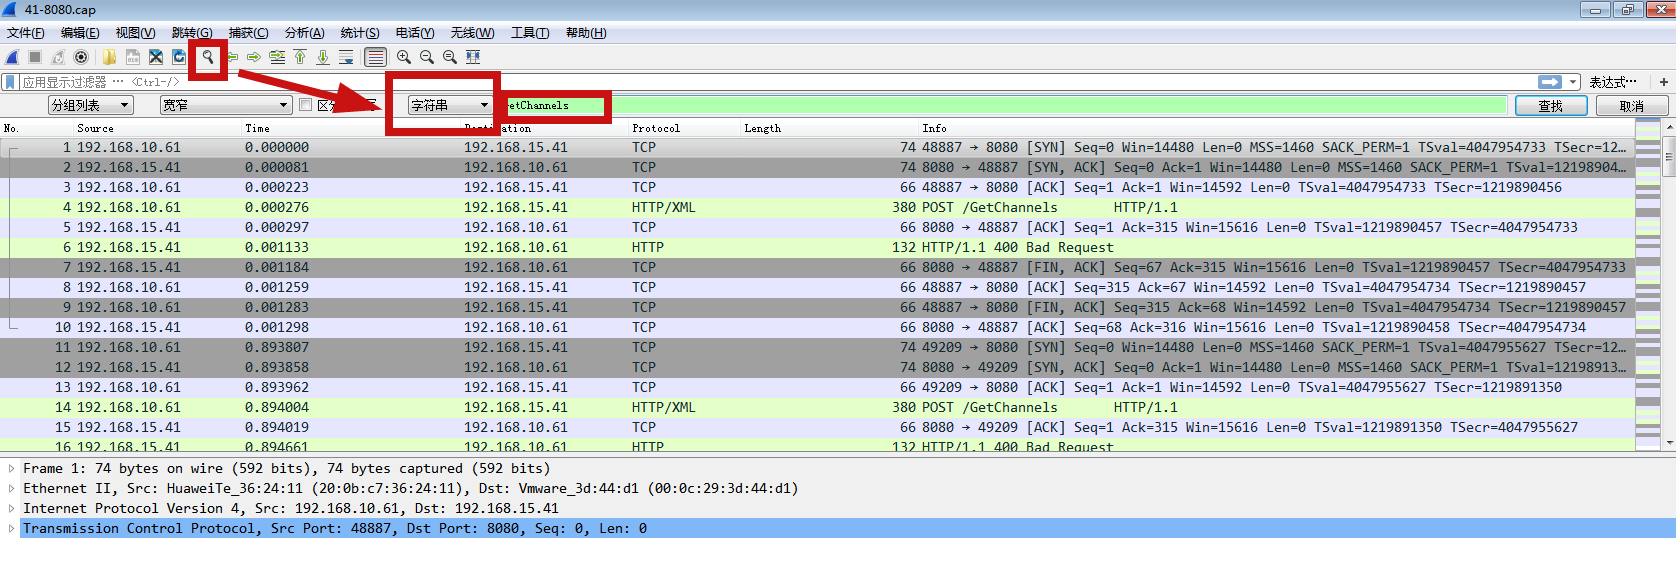 41-8080.cap
文件(F) 编辑(E) 视图(V) 跳转(G) 捕获(C) 分析(A) 统计(S) 电话(Y) 无线(W) 工具(T) 帮助(H)
应用显示过滤器 … <Ctrl-/> 表达式…
分组列表 宽窄 区分 字符串 etChannels 查找 取消
No. Source Time Destination Protocol Length Info
1 192.168.10.61 0.000000 192.168.15.41 TCP 74 48887 → 8080 [SYN] Seq=0 Win=14480 Len=0 MSS=1460 SACK_PERM=1 TSval=4047954733 TSecr=12…
2 192.168.15.41 0.000081 192.168.10.61 TCP 74 8080 → 48887 [SYN, ACK] Seq=0 Ack=1 Win=14480 Len=0 MSS=1460 SACK_PERM=1 TSval=12198904…
3 192.168.10.61 0.000223 192.168.15.41 TCP 66 48887 → 8080 [ACK] Seq=1 Ack=1 Win=14592 Len=0 TSval=4047954733 TSecr=1219890456
4 192.168.10.61 0.000276 192.168.15.41 HTTP/XML 380 POST /GetChannels HTTP/1.1
5 192.168.15.41 0.000297 192.168.10.61 TCP 66 8080 → 48887 [ACK] Seq=1 Ack=315 Win=15616 Len=0 TSval=1219890457 TSecr=4047954733
6 192.168.15.41 0.001133 192.168.10.61 HTTP 132 HTTP/1.1 400 Bad Request
7 192.168.15.41 0.001184 192.168.10.61 TCP 66 8080 → 48887 [FIN, ACK] Seq=67 Ack=315 Win=15616 Len=0 TSval=1219890457 TSecr=4047954733
8 192.168.10.61 0.001259 192.168.15.41 TCP 66 48887 → 8080 [ACK] Seq=315 Ack=67 Win=14592 Len=0 TSval=4047954734 TSecr=1219890457
9 192.168.10.61 0.001283 192.168.15.41 TCP 66 48887 → 8080 [FIN, ACK] Seq=315 Ack=68 Win=14592 Len=0 TSval=4047954734 TSecr=1219890457
10 192.168.15.41 0.001298 192.168.10.61 TCP 66 8080 → 48887 [ACK] Seq=68 Ack=316 Win=15616 Len=0 TSval=1219890458 TSecr=4047954734
11 192.168.10.61 0.893807 192.168.15.41 TCP 74 49209 → 8080 [SYN] Seq=0 Win=14480 Len=0 MSS=1460 SACK_PERM=1 TSval=4047955627 TSecr=12…
12 192.168.15.41 0.893858 192.168.10.61 TCP 74 8080 → 49209 [SYN, ACK] Seq=0 Ack=1 Win=14480 Len=0 MSS=1460 SACK_PERM=1 TSval=12198913…
13 192.168.10.61 0.893962 192.168.15.41 TCP 66 49209 → 8080 [ACK] Seq=1 Ack=1 Win=14592 Len=0 TSval=4047955627 TSecr=1219891350
14 192.168.10.61 0.894004 192.168.15.41 HTTP/XML 380 POST /GetChannels HTTP/1.1
15 192.168.15.41 0.894019 192.168.10.61 TCP 66 8080 → 49209 [ACK] Seq=1 Ack=315 Win=15616 Len=0 TSval=1219891350 TSecr=4047955627
16 192.168.15.41 0.894661 192.168.10.61 HTTP 132 HTTP/1.1 400 Bad Request
Frame 1: 74 bytes on wire (592 bits), 74 bytes captured (592 bits)
Ethernet II, Src: HuaweiTe_36:24:11 (20:0b:c7:36:24:11), Dst: Vmware_3d:44:d1 (00:0c:29:3d:44:d1)
Internet Protocol Version 4, Src: 192.168.10.61, Dst: 192.168.15.41
Transmission Control Protocol, Src Port: 48887, Dst Port: 8080, Seq: 0, Len: 0